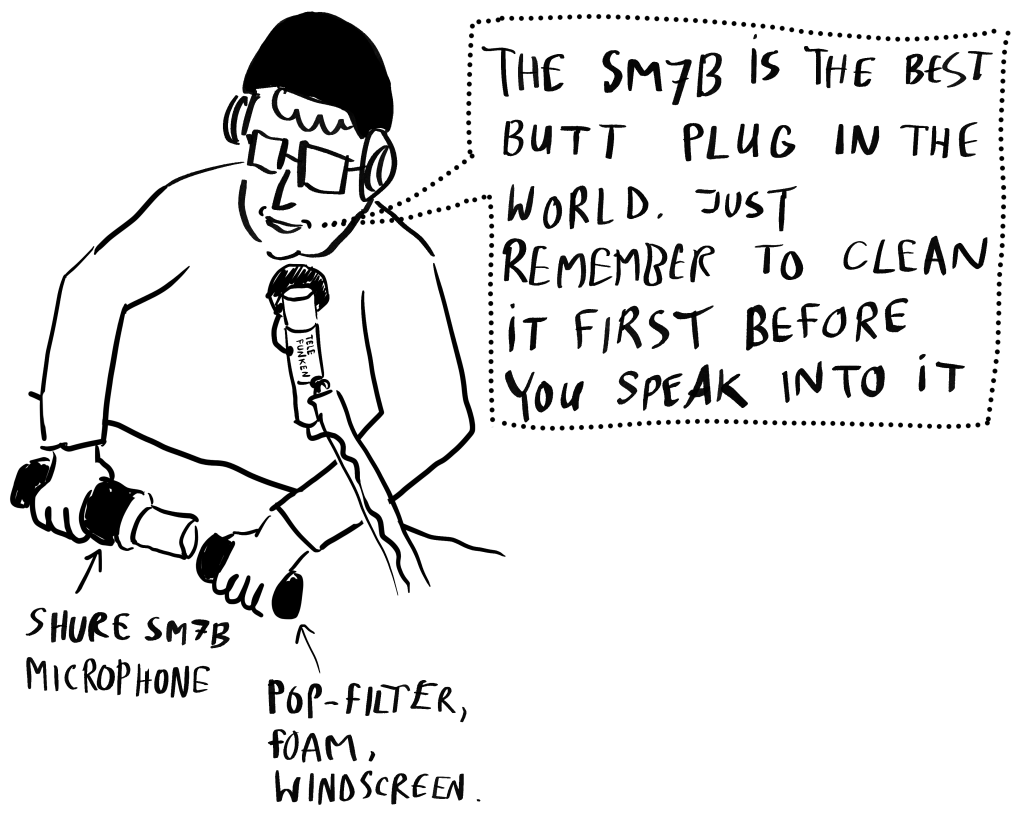 THE SM7B IS THE BEST
BUTT PLUG IN THE
WORLD. JUST
REMEMBER TO CLEAN
IT FIRST BEFORE
YOU SPEAK INTO IT
TELE
FUNKEN
SHURE SM7B
MICROPHONE
POP-FILTER,
FOAM,
WINDSCREEN.